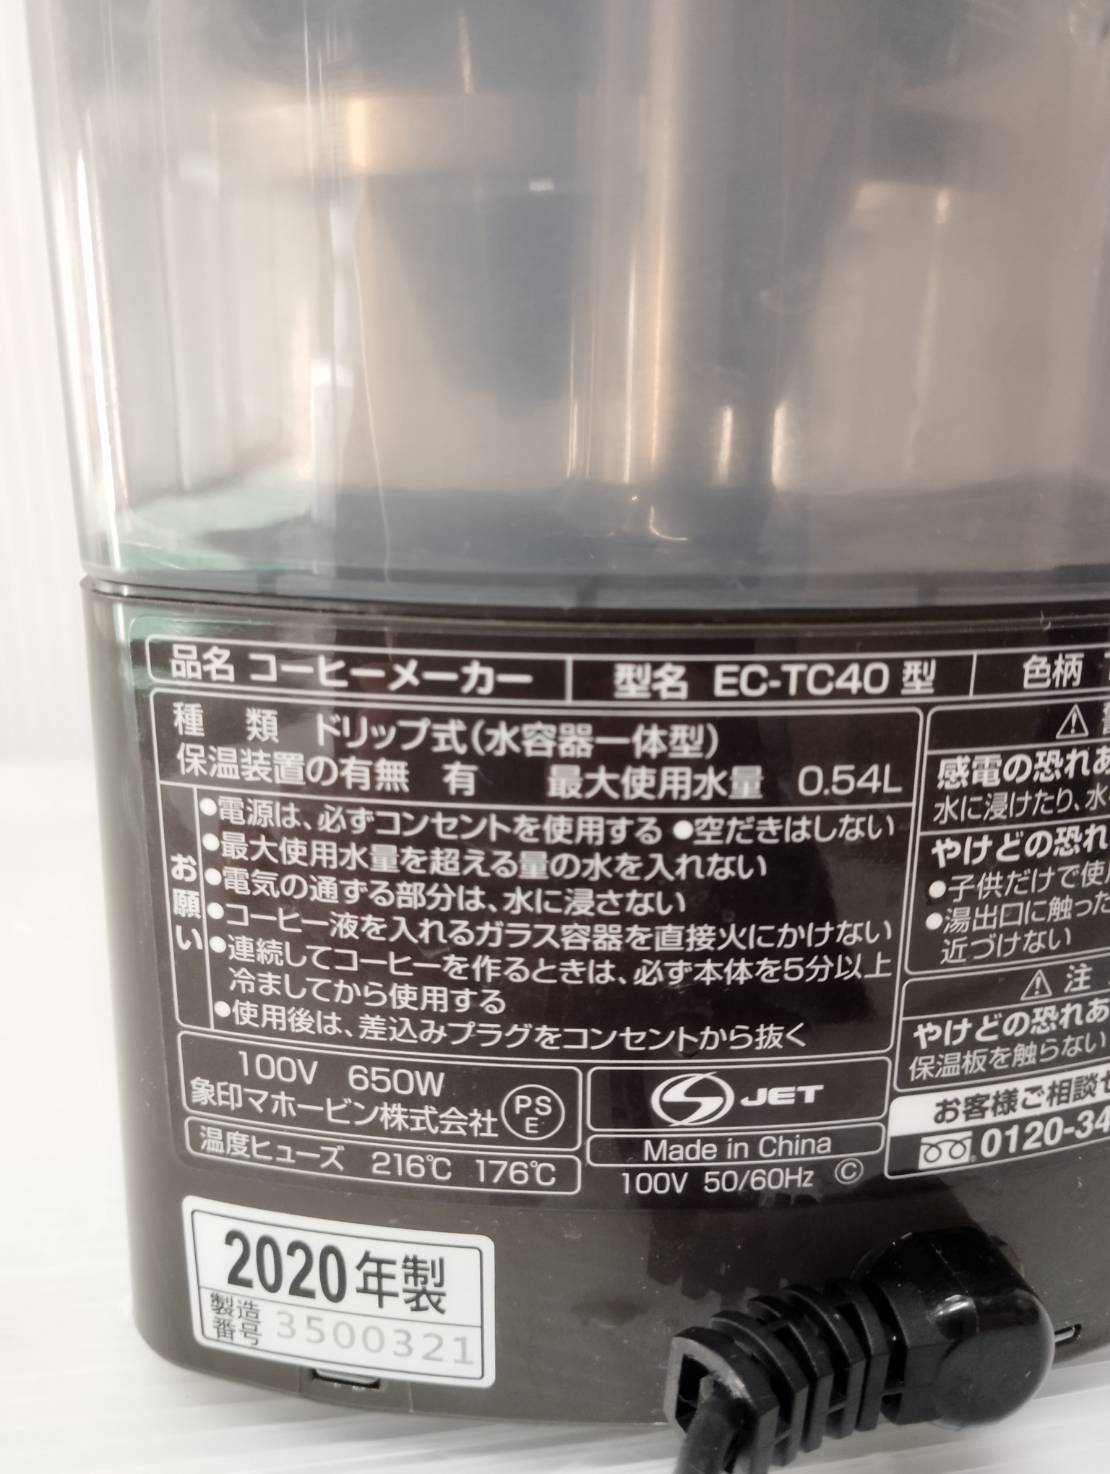 品名 コーヒーメーカー 型名 EC-TC40 型 色柄
種 類 ドリップ式(水容器一体型)
保温装置の有無 有 最大使用水量 0.54L
お願い
●電源は、必ずコンセントを使用する ●空だきはしない
●最大使用水量を超える量の水を入れない
●電気の通ずる部分は、水に浸さない
●コーヒー液を入れるガラス容器を直接火にかけない
●連続してコーヒーを作るときは、必ず本体を5分以上
冷ましてから使用する
●使用後は、差込みプラグをコンセントから抜く
100V 650W
象印マホービン株式会社
PS
E
温度ヒューズ 216℃ 176℃
JET
Made in China
100V 50/60Hz Ⓒ
感電の恐れあ
水に浸けたり、水
やけどの恐れ
●子供だけで使
●湯出口に触った
近づけない
⚠ 注
やけどの恐れあ
保温板を触らない
お客様ご相談
0120-34
2020年製
製造
番号 3500321